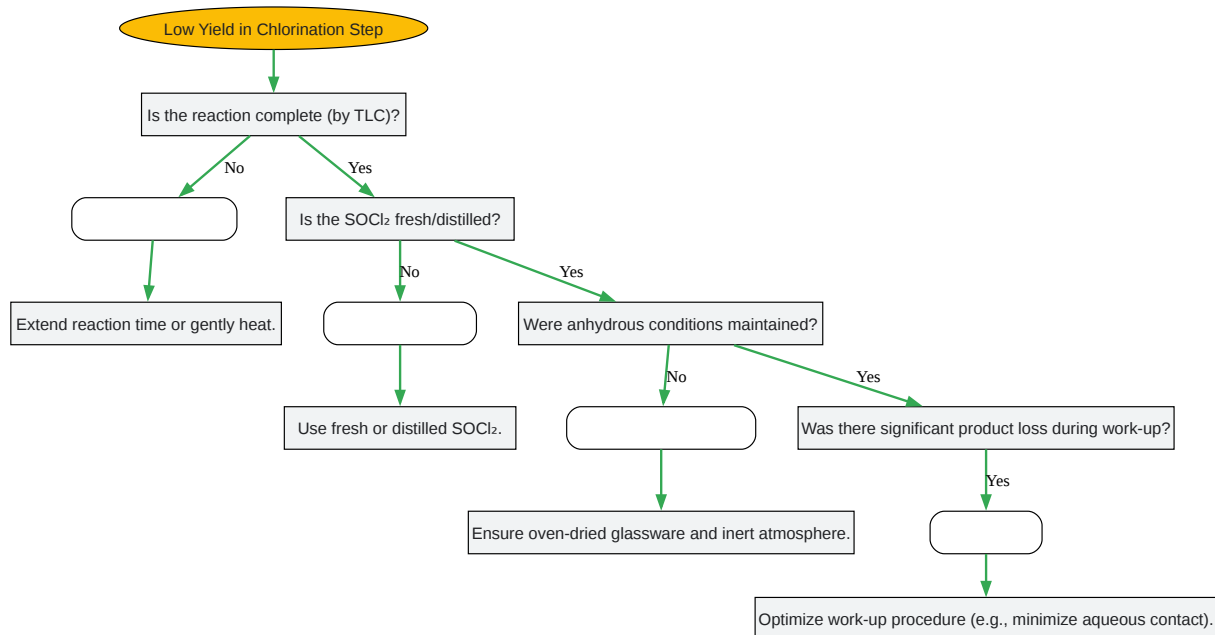 Low Yield in Chlorination Step
Is the reaction complete (by TLC)?
No
Yes
Is the SOCl₂ fresh/distilled?
No
Yes
Extend reaction time or gently heat.
Were anhydrous conditions maintained?
No
Yes
Use fresh or distilled SOCl₂.
Was there significant product loss during work-up?
Yes
Ensure oven-dried glassware and inert atmosphere.
Optimize work-up procedure (e.g., minimize aqueous contact).